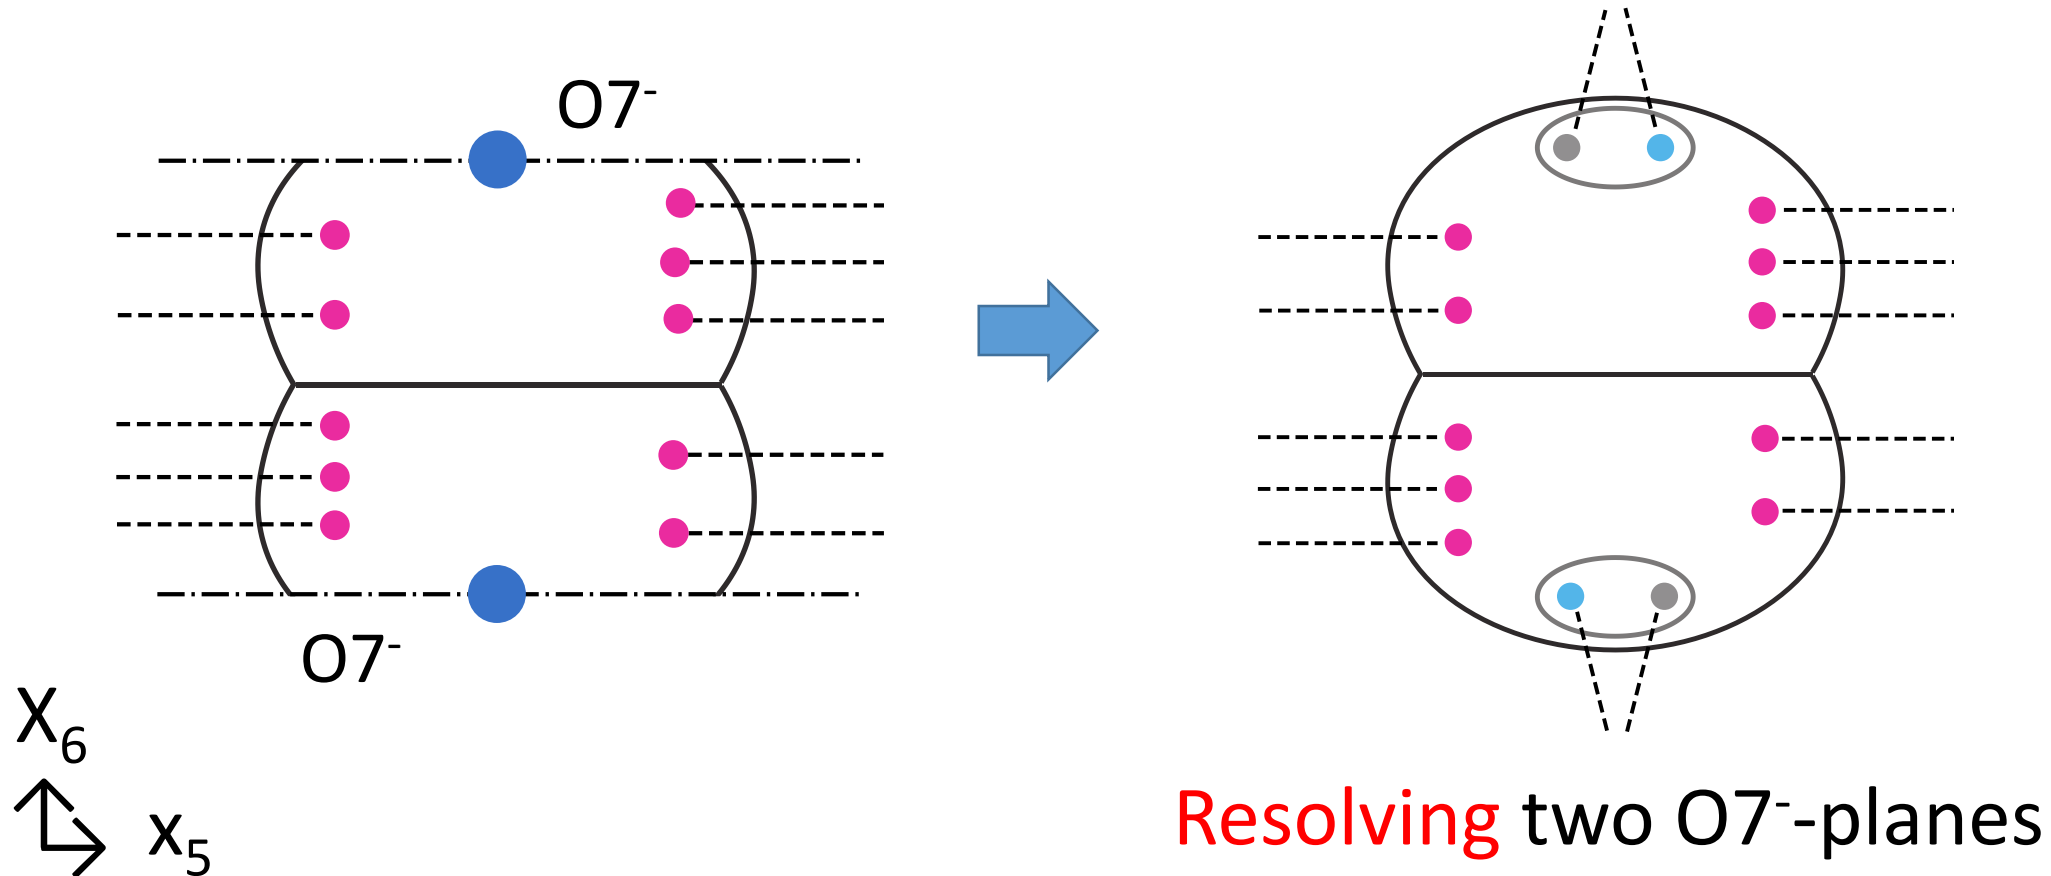 O7⁻
O7⁻
X₆
x₅
Resolving two O7⁻-planes